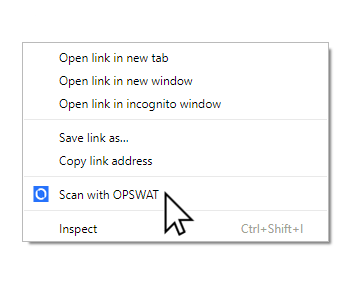 Open link in new tab
Open link in new window
Open link in incognito window
Save link as...
Copy link address
Scan with OPSWAT
Inspect Ctrl+Shift+I